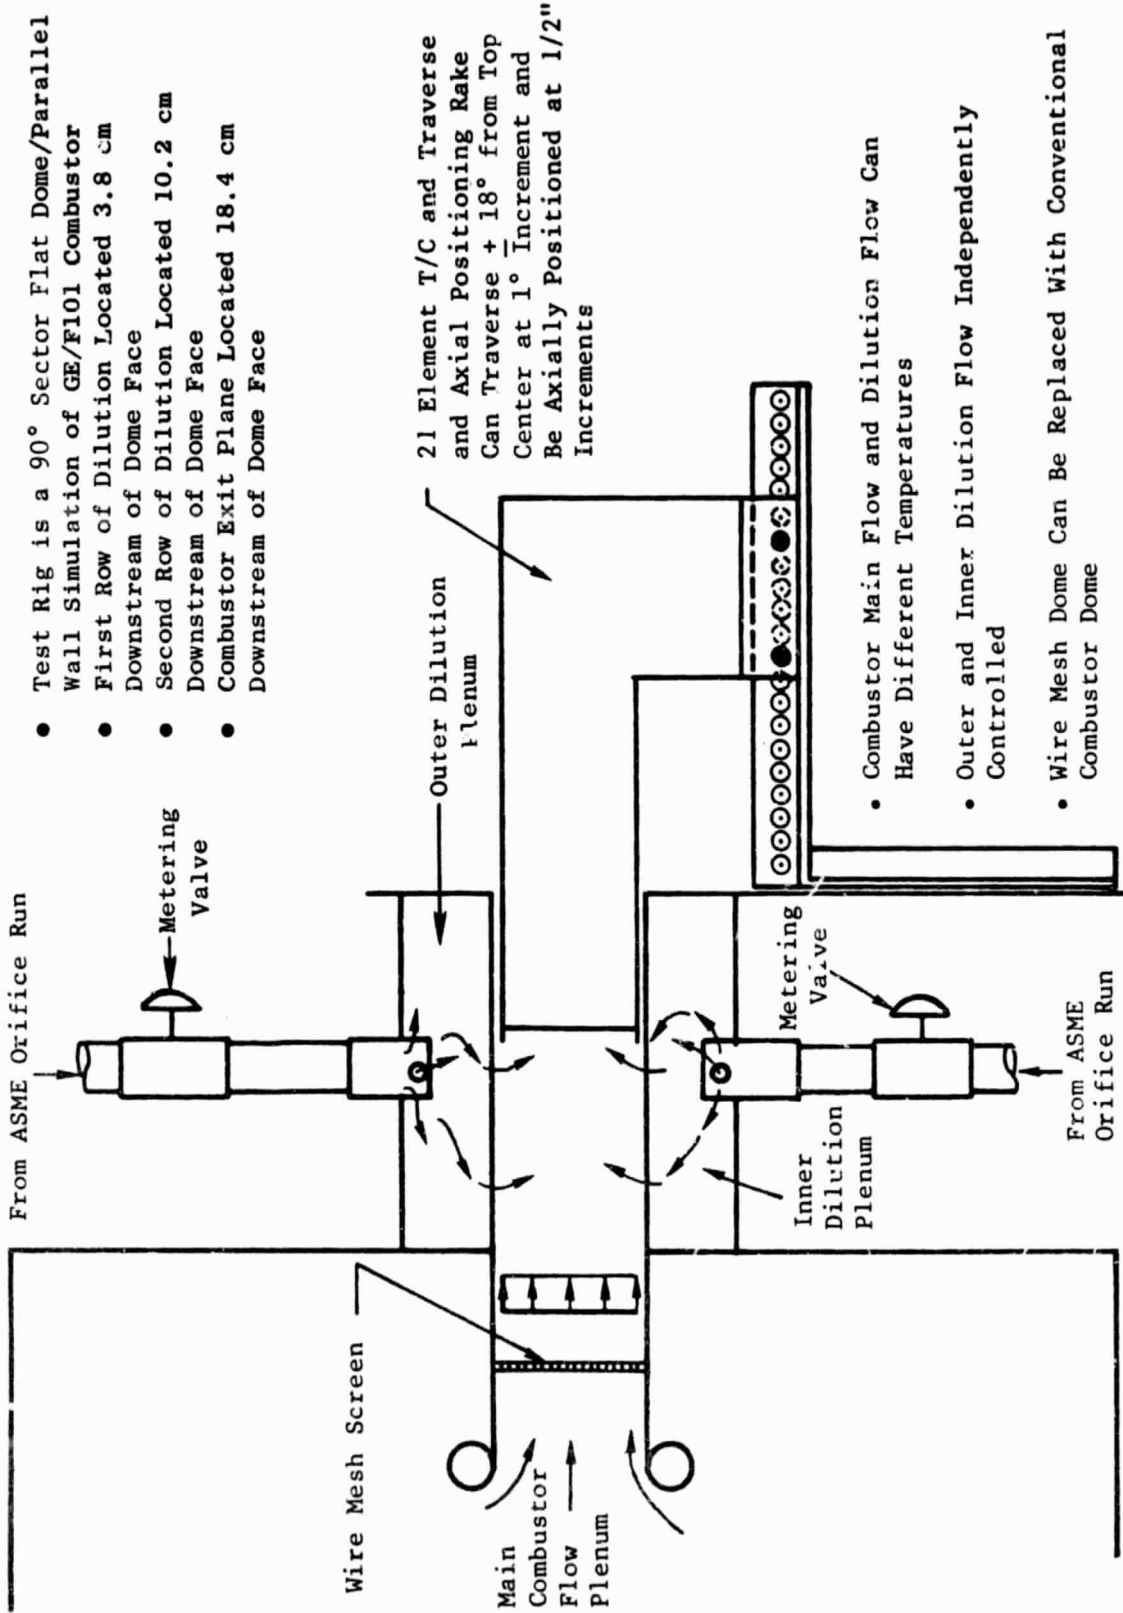 From ASME Orifice Run
Metering
Valve
● Test Rig is a 90° Sector Flat Dome/Parallel
Wall Simulation of GE/F101 Combustor
● First Row of Dilution Located 3.8 cm
Downstream of Dome Face
● Second Row of Dilution Located 10.2 cm
Downstream of Dome Face
● Combustor Exit Plane Located 18.4 cm
Downstream of Dome Face
Wire Mesh Screen
Outer Dilution
Plenum
21 Element T/C and Traverse
and Axial Positioning Rake
Can Traverse ± 18° from Top
Center at 1° Increment and
Be Axially Positioned at 1/2"
Increments
Main
Combustor
Flow
Plenum
Inner
Dilution
Plenum
Metering
Valve
From ASME
Orifice Run
• Combustor Main Flow and Dilution Flow Can
Have Different Temperatures
• Outer and Inner Dilution Flow Independently
Controlled
• Wire Mesh Dome Can Be Replaced With Conventional
Combustor Dome